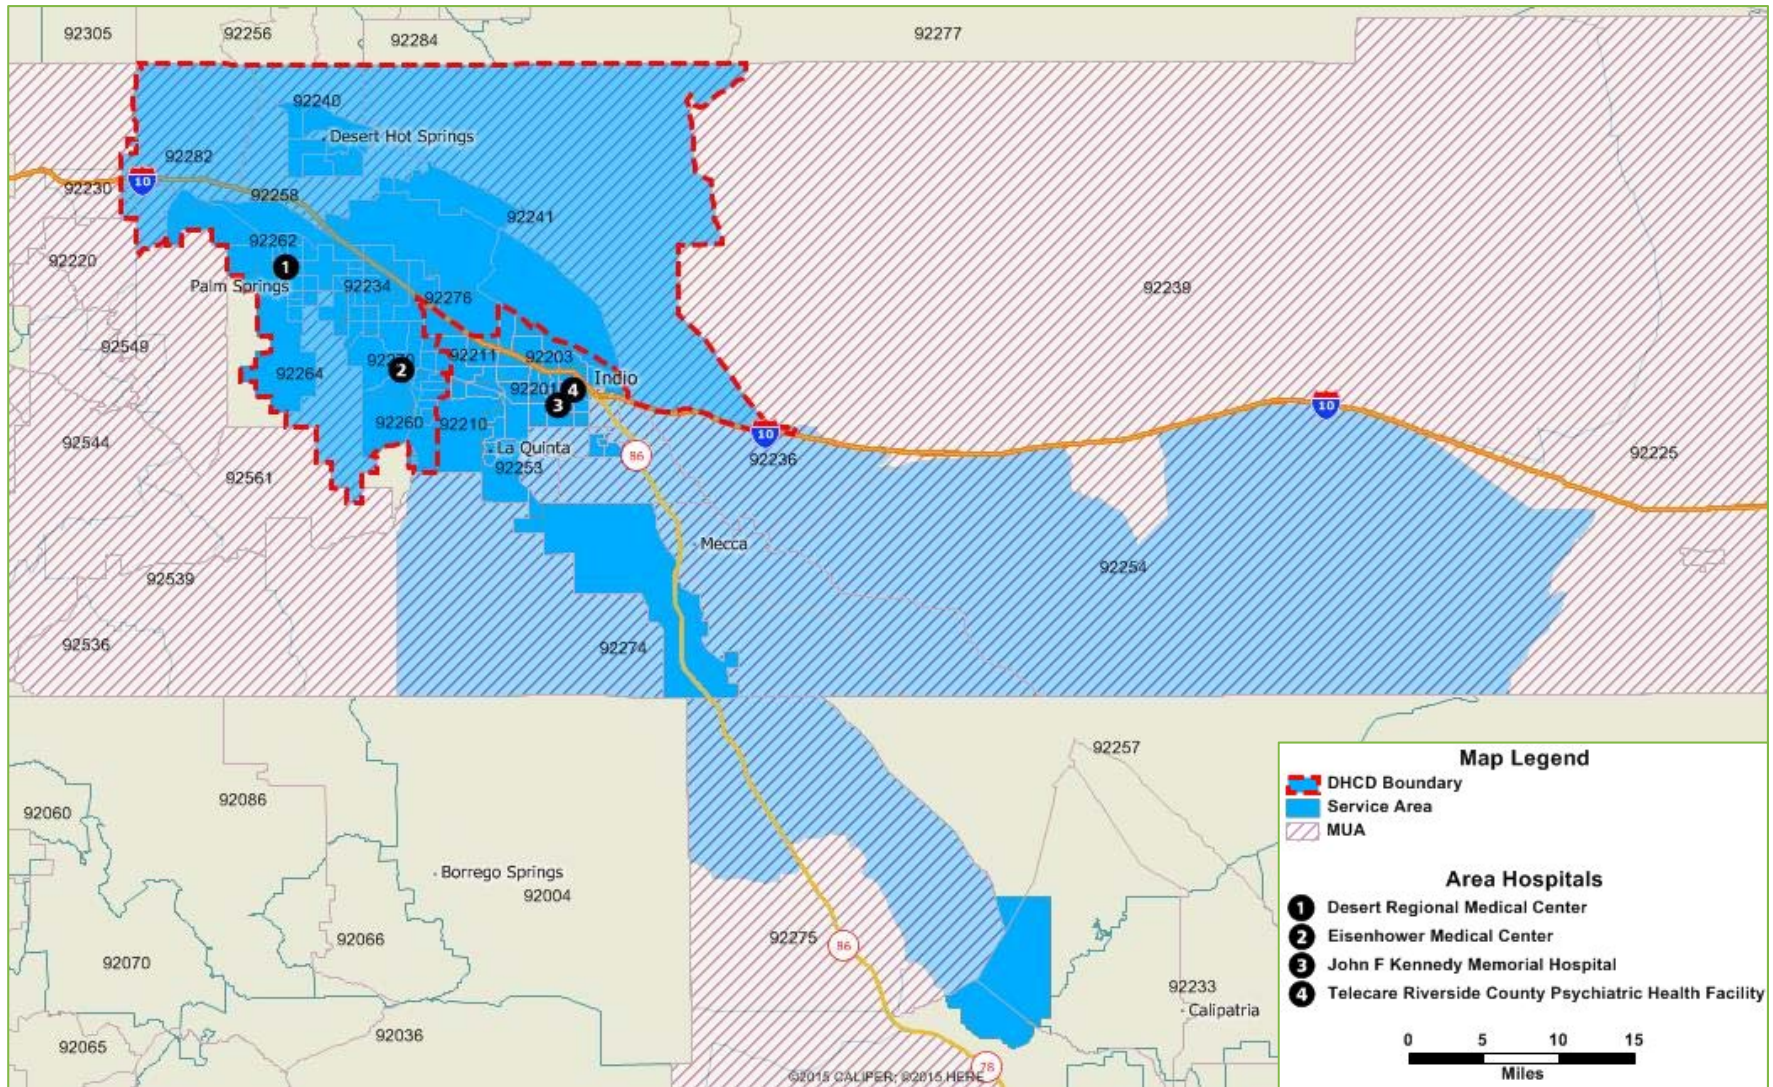 92305
92256
92284
92277
92240
Desert Hot Springs
92282
10
92230
92258
92241
92262
92220
1
Palm Springs
92234
92276
92239
92549
92211
92203
2
92264
92201
4
Indio
3
10
92260
92210
10
92544
La Quinta
86
92236
92225
92253
92561
Mecca
92254
92539
92536
92274
92257
92086
92060
Borrego Springs
92004
92066
92275
86
92070
92233
Calipatria
92036
92065
78
©2015 CALIPER; ©2015 HERE
Map Legend
DHCD Boundary
Service Area
MUA
Area Hospitals
1 Desert Regional Medical Center
2 Eisenhower Medical Center
3 John F Kennedy Memorial Hospital
4 Telecare Riverside County Psychiatric Health Facility
0 5 10 15
Miles